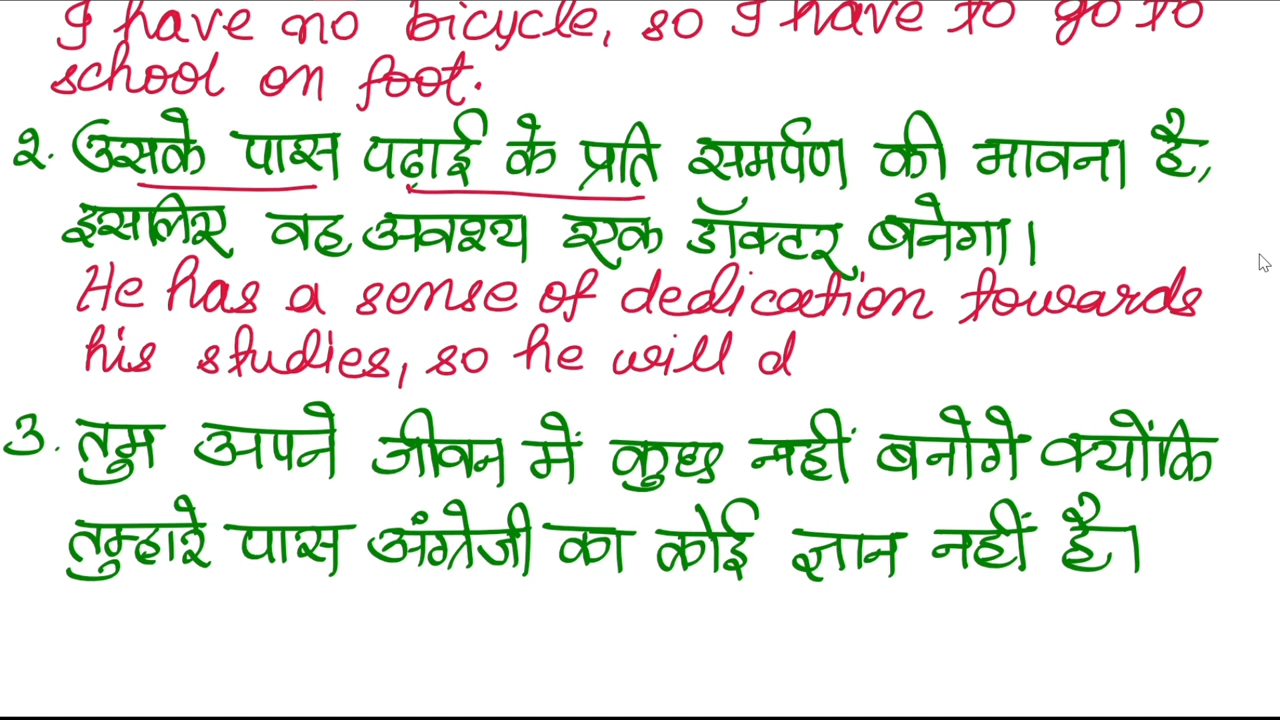 I have no bicycle, so I have to go to
school on foot.
२. उसके पास पढ़ाई के प्रति समर्पण की भावना है,
इसलिए वह अवश्य एक डॉक्टर बनेगा।
He has a sense of dedication towards
his studies, so he will d
३. तुम अपने जीवन में कुछ नहीं बनोगे क्योंकि
तुम्हारे पास अंग्रेजी का कोई ज्ञान नहीं है।